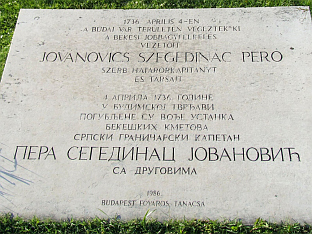 1736. ÁPRILIS 4-ÉN
A BUDAI VÁR TERÜLETÉN VÉGEZTÉK KI
A BÉKÉSI JOBBÁGYFELKELÉS
VEZETŐIT
JOVANOVICS SZEGEDINAC PERO
SZERB HATÁRŐRKAPITÁNYT
ÉS TÁRSAIT
4. АПРИЛА 1736. ГОДИНЕ
У БУДИМСКОЈ ТВРЂАВИ
ПОГУБЉЕНЕ СУ ВОЂЕ УСТАНКА
БЕКЕШКИХ КМЕТОВА
СРПСКИ ГРАНИЧАРСКИ КАПЕТАН
ПЕРА СЕГЕДИНАЦ ЈОВАНОВИЋ
СА ДРУГОВИМА
1986.
BUDAPEST FŐVÁROS TANÁCSA